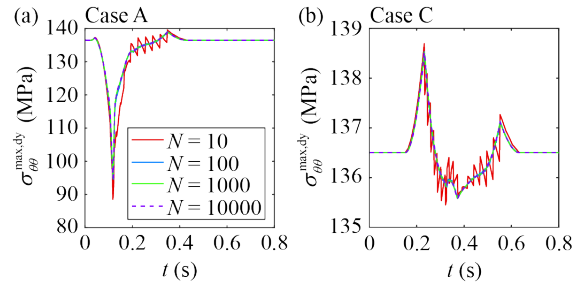 (a) Case A
σθθ^max,dy (MPa)
140
130
120
110
100
90
80
N = 10
N = 100
N = 1000
N = 10000
0 0.2 0.4 0.6 0.8
t (s)
(b) Case C
σθθ^max,dy (MPa)
139
138
137
136
135
0 0.2 0.4 0.6 0.8
t (s)